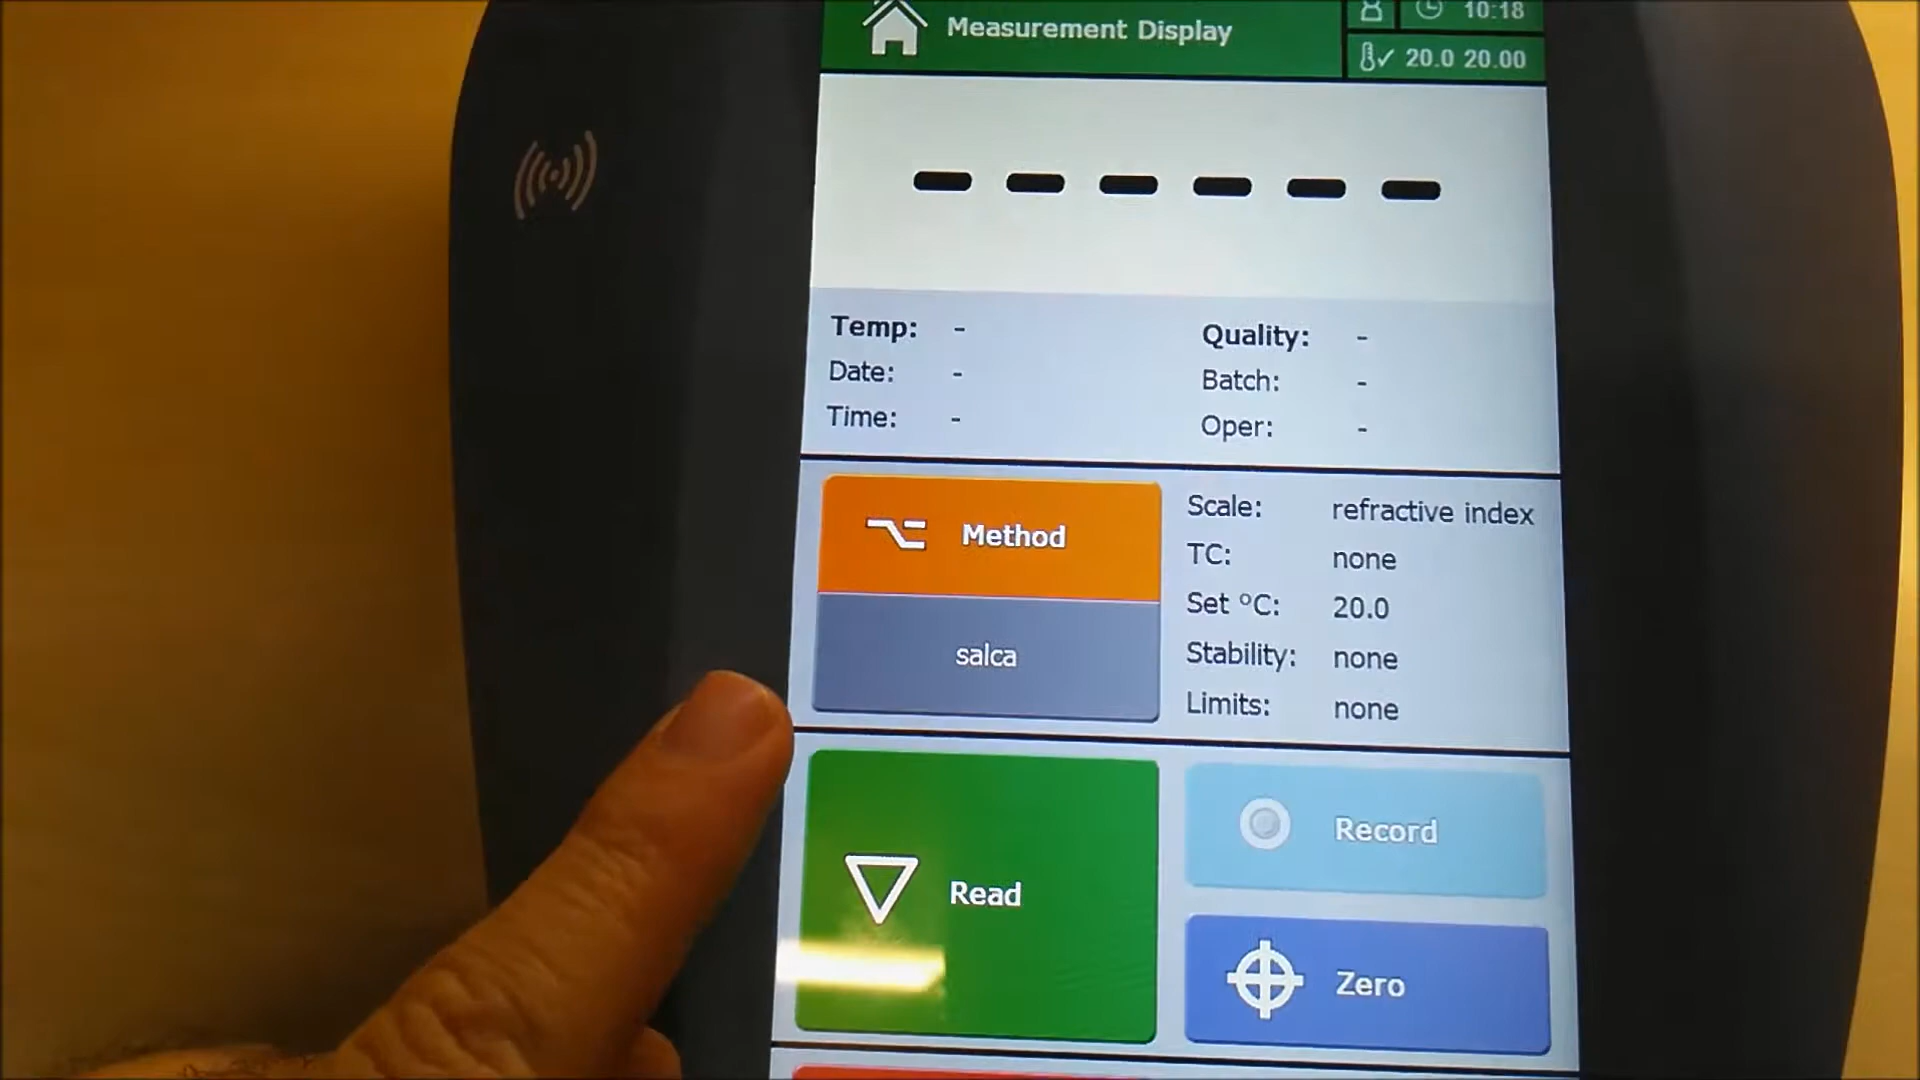 Measurement Display
10:18
20.0 20.00
- - - - - -
Temp: -
Date: -
Time: -
Quality: -
Batch: -
Oper: -
Method
salca
Scale: refractive index
TC: none
Set °C: 20.0
Stability: none
Limits: none
Read
Record
Zero